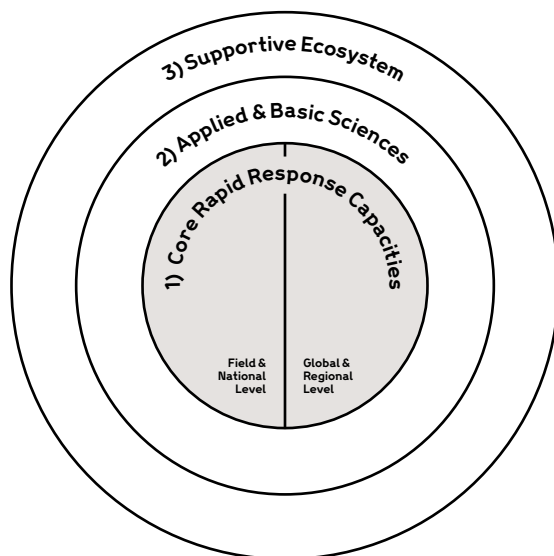 3) Supportive Ecosystem
2) Applied & Basic Sciences
1) Core Rapid Response Capacities
Field &
National
Level
Global &
Regional
Level